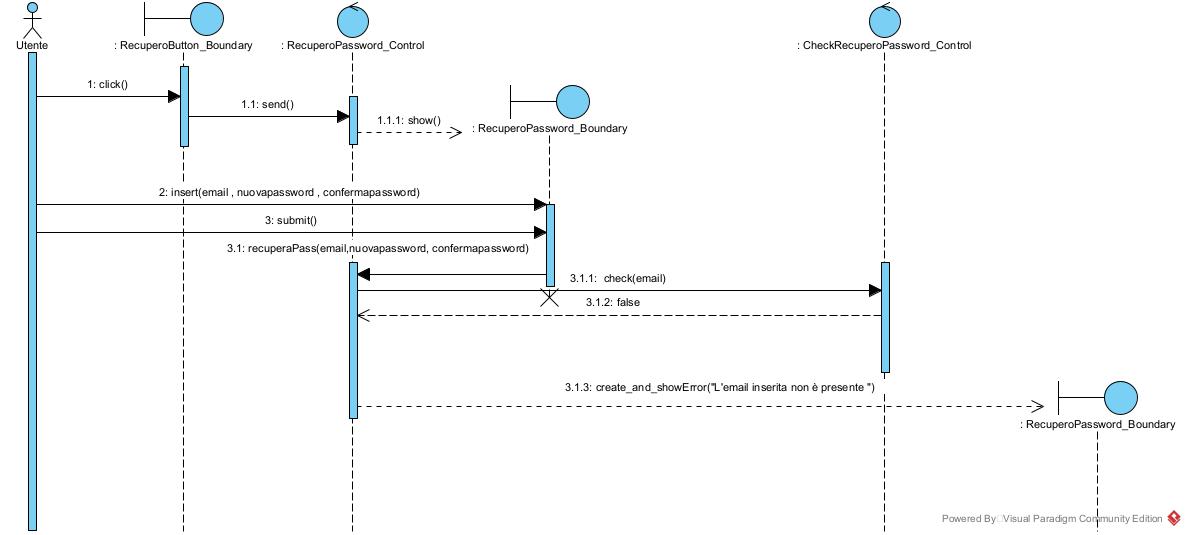 Utente
: RecuperoButton_Boundary
: RecuperoPassword_Control
: CheckRecuperoPassword_Control
1: click()
1.1: send()
1.1.1: show()
: RecuperoPassword_Boundary
2: insert(email , nuovapassword , confermapassword)
3: submit()
3.1: recuperaPass(email,nuovapassword, confermapassword)
3.1.1:  check(email)
3.1.2: false
3.1.3: create_and_showError("L'email inserita non è presente ")
: RecuperoPassword_Boundary
Powered By Visual Paradigm Community Edition